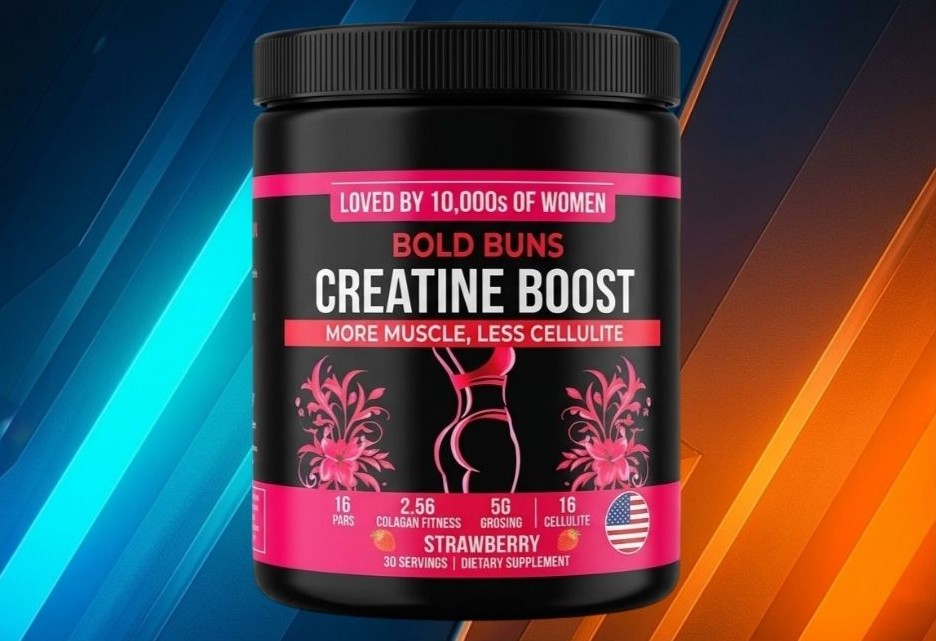 LOVED BY 10,000s OF WOMEN
BOLD BUNS
CREATINE BOOST
MORE MUSCLE, LESS CELLULITE
16 2.56 5G 16
PARS COLAGAN FITNESS GROSING CELLULITE
STRAWBERRY
30 SERVINGS | DIETARY SUPPLEMENT